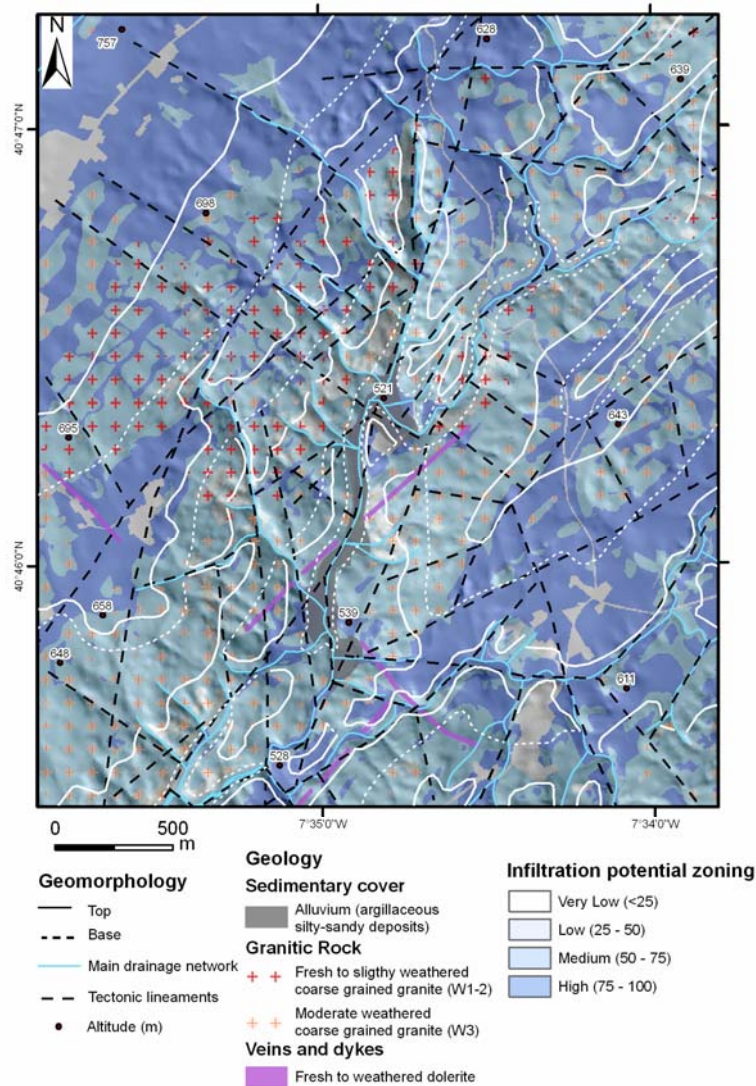 N
757
628
639
40°47'0"N
698
521
695
643
40°46'0"N
658
539
648
611
528
0 500
m
7°35'0"W 7°34'0"W
Geomorphology
Top
Base
Main drainage network
Tectonic lineaments
Altitude (m)
Geology
Sedimentary cover
Alluvium (argillaceous
silty-sandy deposits)
Granitic Rock
Fresh to sligthy weathered
coarse grained granite (W1-2)
Moderate weathered
coarse grained granite (W3)
Veins and dykes
Fresh to weathered dolerite
Infiltration potential zoning
Very Low (<25)
Low (25 - 50)
Medium (50 - 75)
High (75 - 100)